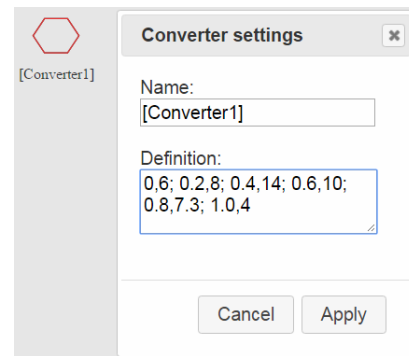 [Converter1]
Converter settings
Name:
[Converter1]
Definition:
0,6; 0.2,8; 0.4,14; 0.6,10;
0.8,7.3; 1.0,4
Cancel Apply